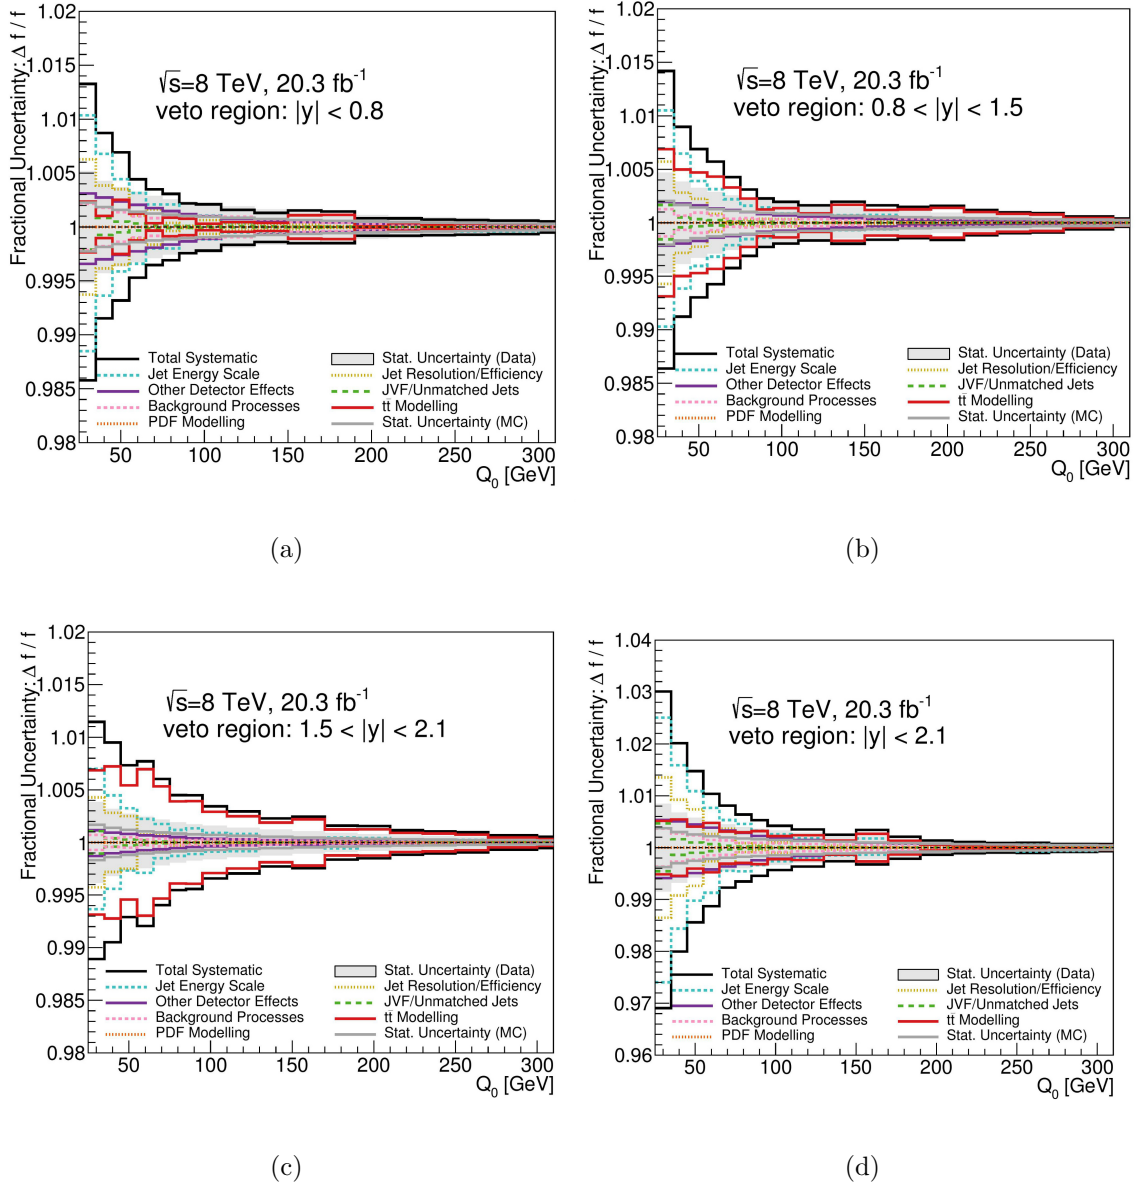 Fractional Uncertainty: Δ f / f
1.02
1.015
1.01
1.005
1
0.995
0.99
0.985
0.98
√s=8 TeV, 20.3 fb⁻¹
veto region: |y| < 0.8
Total Systematic
Jet Energy Scale
Other Detector Effects
Background Processes
PDF Modelling
Stat. Uncertainty (Data)
Jet Resolution/Efficiency
JVF/Unmatched Jets
tt̄ Modelling
Stat. Uncertainty (MC)
50 100 150 200 250 300
Q₀ [GeV]
(a)
Fractional Uncertainty: Δ f / f
1.02
1.015
1.01
1.005
1
0.995
0.99
0.985
0.98
√s=8 TeV, 20.3 fb⁻¹
veto region: 0.8 < |y| < 1.5
Total Systematic
Jet Energy Scale
Other Detector Effects
Background Processes
PDF Modelling
Stat. Uncertainty (Data)
Jet Resolution/Efficiency
JVF/Unmatched Jets
tt̄ Modelling
Stat. Uncertainty (MC)
50 100 150 200 250 300
Q₀ [GeV]
(b)
Fractional Uncertainty: Δ f / f
1.02
1.015
1.01
1.005
1
0.995
0.99
0.985
0.98
√s=8 TeV, 20.3 fb⁻¹
veto region: 1.5 < |y| < 2.1
Total Systematic
Jet Energy Scale
Other Detector Effects
Background Processes
PDF Modelling
Stat. Uncertainty (Data)
Jet Resolution/Efficiency
JVF/Unmatched Jets
tt̄ Modelling
Stat. Uncertainty (MC)
50 100 150 200 250 300
Q₀ [GeV]
(c)
Fractional Uncertainty: Δ f / f
1.04
1.03
1.02
1.01
1
0.99
0.98
0.97
0.96
√s=8 TeV, 20.3 fb⁻¹
veto region: |y| < 2.1
Total Systematic
Jet Energy Scale
Other Detector Effects
Background Processes
PDF Modelling
Stat. Uncertainty (Data)
Jet Resolution/Efficiency
JVF/Unmatched Jets
tt̄ Modelling
Stat. Uncertainty (MC)
50 100 150 200 250 300
Q₀ [GeV]
(d)